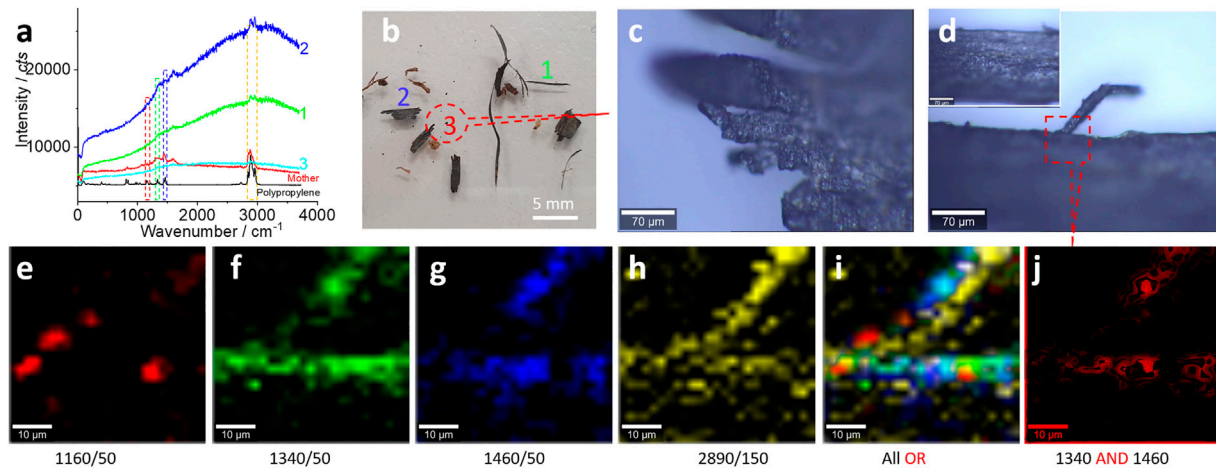 a
Intensity / cts
20000
10000
0
1000
2000
3000
4000
Wavenumber / cm⁻¹
2
1
3
Mother
Polypropylene
b
1
2
3
5 mm
c
70 µm
d
70 µm
70 µm
e
10 µm
1160/50
f
10 µm
1340/50
g
10 µm
1460/50
h
10 µm
2890/150
i
10 µm
All OR
j
10 µm
1340 AND 1460